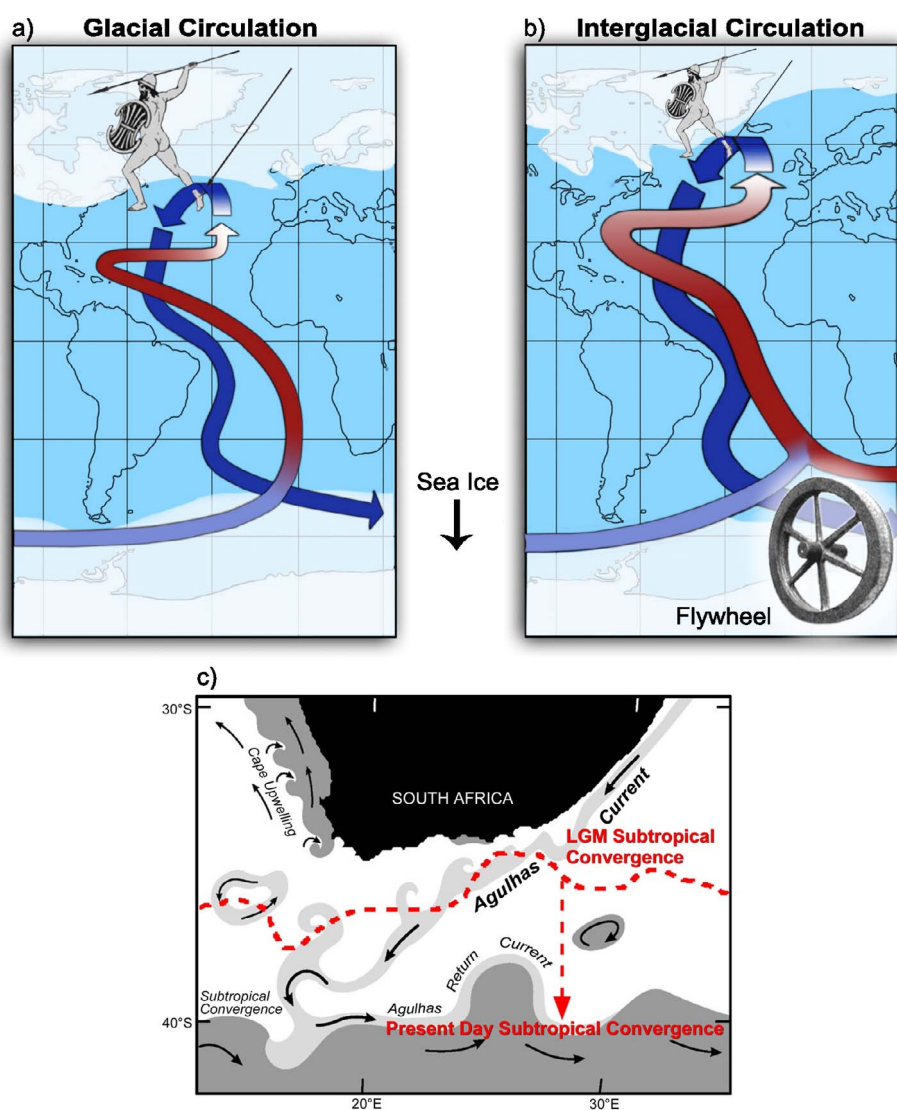 a) Glacial Circulation
b) Interglacial Circulation
Sea Ice
Flywheel
c)
30°S
Cape Upwelling
SOUTH AFRICA
Current
LGM Subtropical
Convergence
Agulhas
Return
Current
Subtropical
Convergence
Agulhas
40°S
Present Day Subtropical Convergence
20°E
30°E